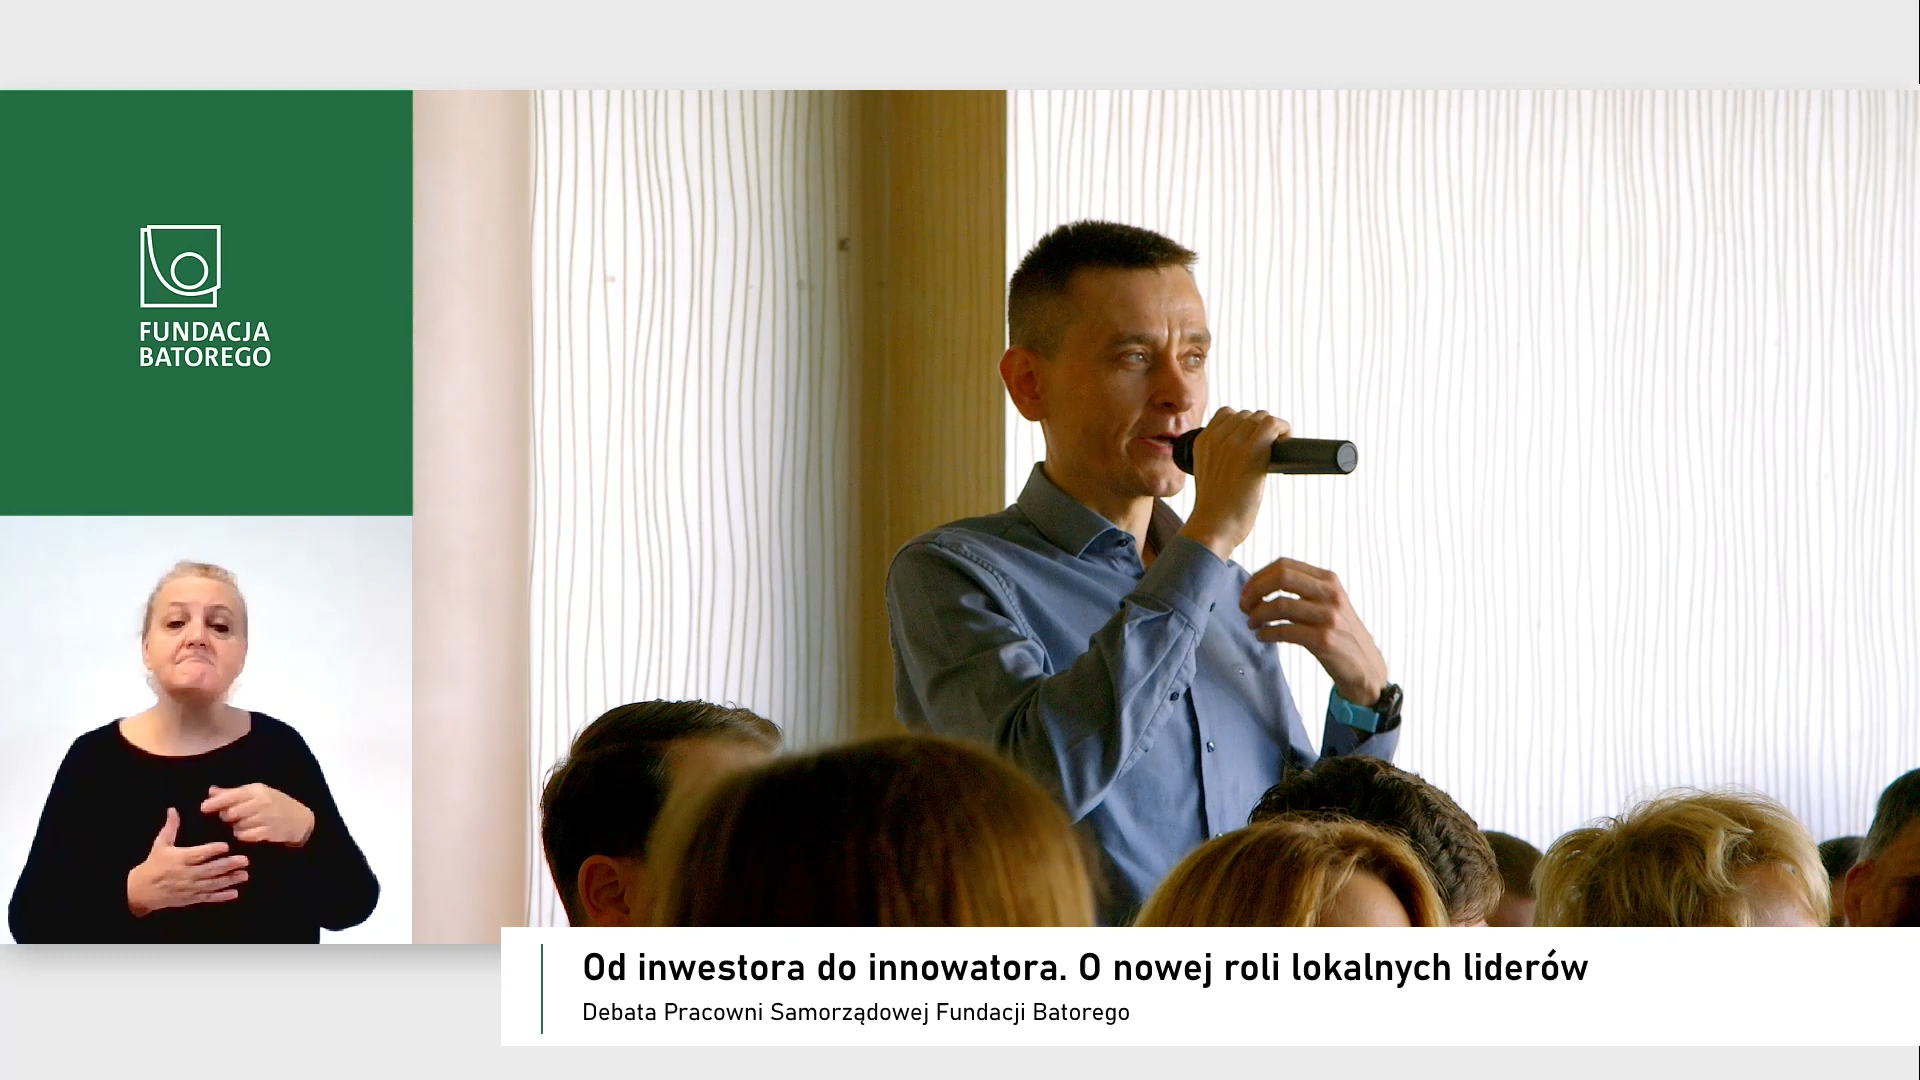 FUNDACJA
BATOREGO
Od inwestora do innowatora. O nowej roli lokalnych liderów
Debata Pracowni Samorządowej Fundacji Batorego